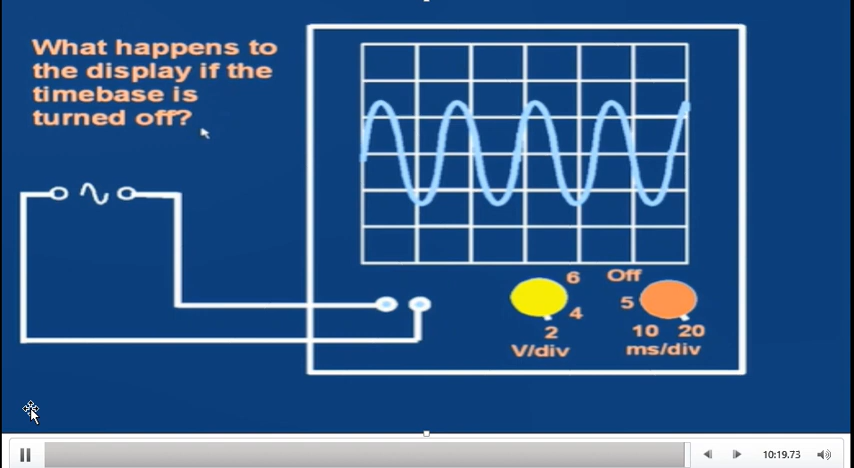 What happens to
the display if the
timebase is
turned off?
6
Off
5
4
2
10 20
V/div
ms/div
10:19.73